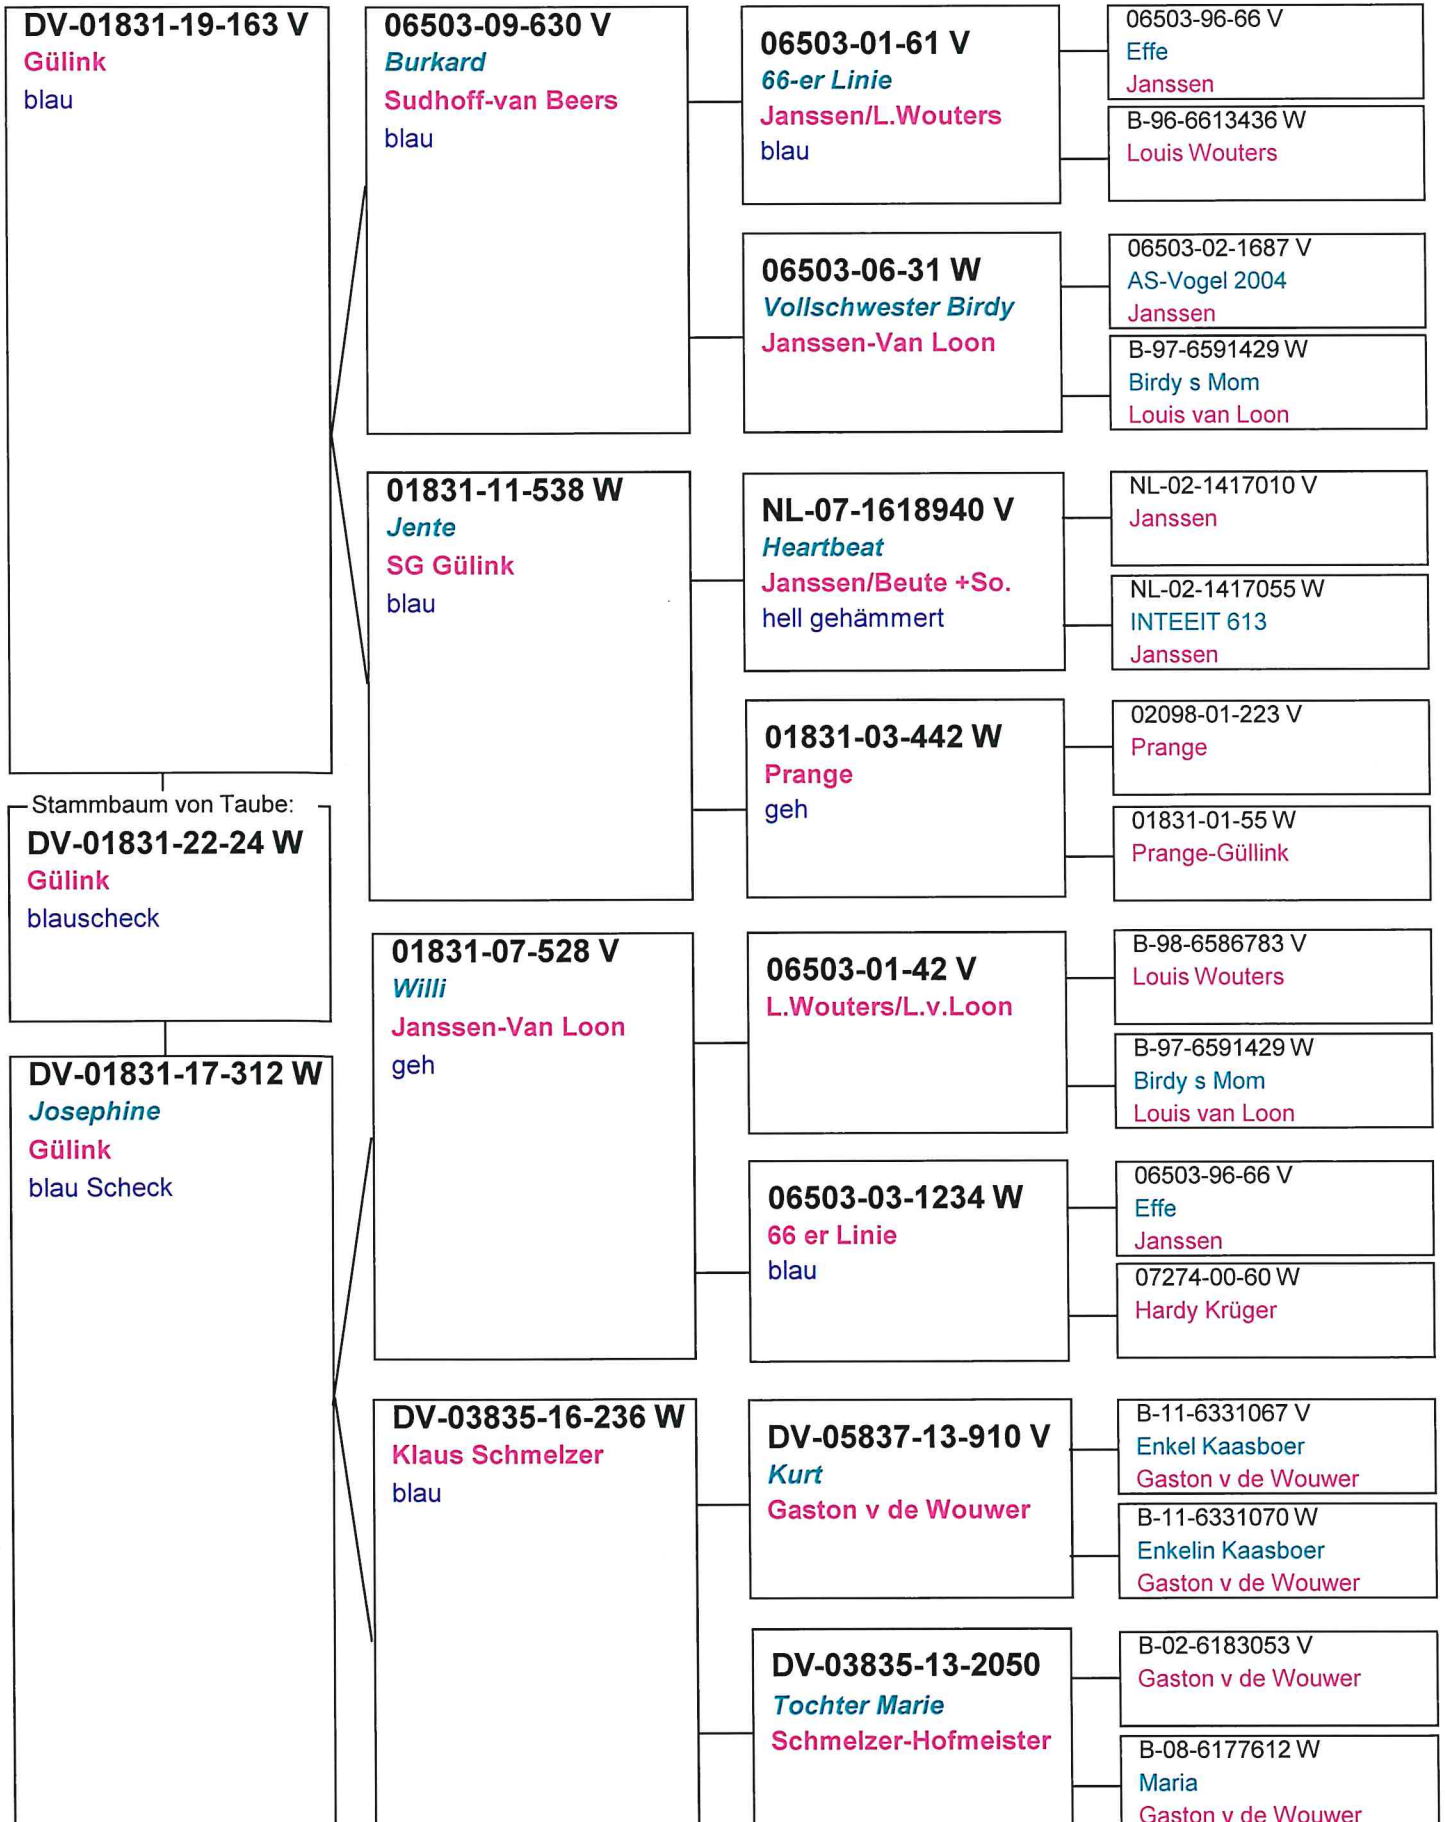 DV-01831-19-163 V
Gülink
blau
Stammbaum von Taube:
DV-01831-22-24 W
Gülink
blauscheck
DV-01831-17-312 W
Josephine
Gülink
blau Scheck
06503-09-630 V
Burkard
Sudhoff-van Beers
blau
01831-11-538 W
Jente
SG Gülink
blau
01831-07-528 V
Willi
Janssen-Van Loon
geh
DV-03835-16-236 W
Klaus Schmelzer
blau
06503-01-61 V
66-er Linie
Janssen/L.Wouters
blau
06503-06-31 W
Vollschwester Birdy
Janssen-Van Loon
NL-07-1618940 V
Heartbeat
Janssen/Beute +So.
hell gehämmert
01831-03-442 W
Prange
geh
06503-01-42 V
L.Wouters/L.v.Loon
06503-03-1234 W
66 er Linie
blau
DV-05837-13-910 V
Kurt
Gaston v de Wouwer
DV-03835-13-2050
Tochter Marie
Schmelzer-Hofmeister
06503-96-66 V
Effe
Janssen
B-96-6613436 W
Louis Wouters
06503-02-1687 V
AS-Vogel 2004
Janssen
B-97-6591429 W
Birdy s Mom
Louis van Loon
NL-02-1417010 V
Janssen
NL-02-1417055 W
INTEEIT 613
Janssen
02098-01-223 V
Prange
01831-01-55 W
Prange-Güllink
B-98-6586783 V
Louis Wouters
B-97-6591429 W
Birdy s Mom
Louis van Loon
06503-96-66 V
Effe
Janssen
07274-00-60 W
Hardy Krüger
B-11-6331067 V
Enkel Kaasboer
Gaston v de Wouwer
B-11-6331070 W
Enkelin Kaasboer
Gaston v de Wouwer
B-02-6183053 V
Gaston v de Wouwer
B-08-6177612 W
Maria
Gaston v de Wouwer